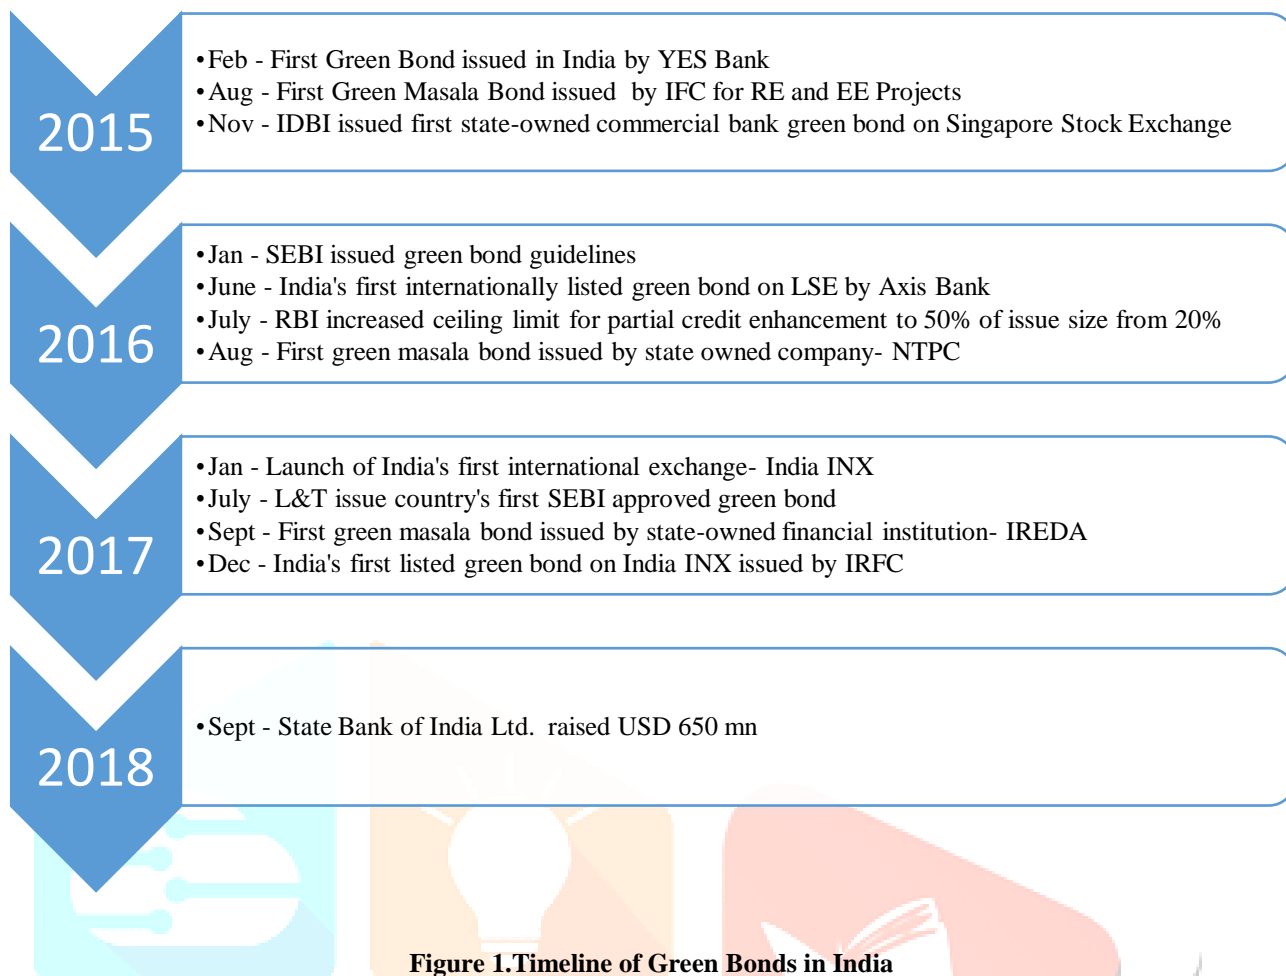 2015
•Feb - First Green Bond issued in India by YES Bank
•Aug - First Green Masala Bond issued by IFC for RE and EE Projects
•Nov - IDBI issued first state-owned commercial bank green bond on Singapore Stock Exchange
2016
•Jan - SEBI issued green bond guidelines
•June - India's first internationally listed green bond on LSE by Axis Bank
•July - RBI increased ceiling limit for partial credit enhancement to 50% of issue size from 20%
•Aug - First green masala bond issued by state owned company- NTPC
2017
•Jan - Launch of India's first international exchange- India INX
•July - L&T issue country's first SEBI approved green bond
•Sept - First green masala bond issued by state-owned financial institution- IREDA
•Dec - India's first listed green bond on India INX issued by IRFC
2018
•Sept - State Bank of India Ltd. raised USD 650 mn
Figure 1.Timeline of Green Bonds in India